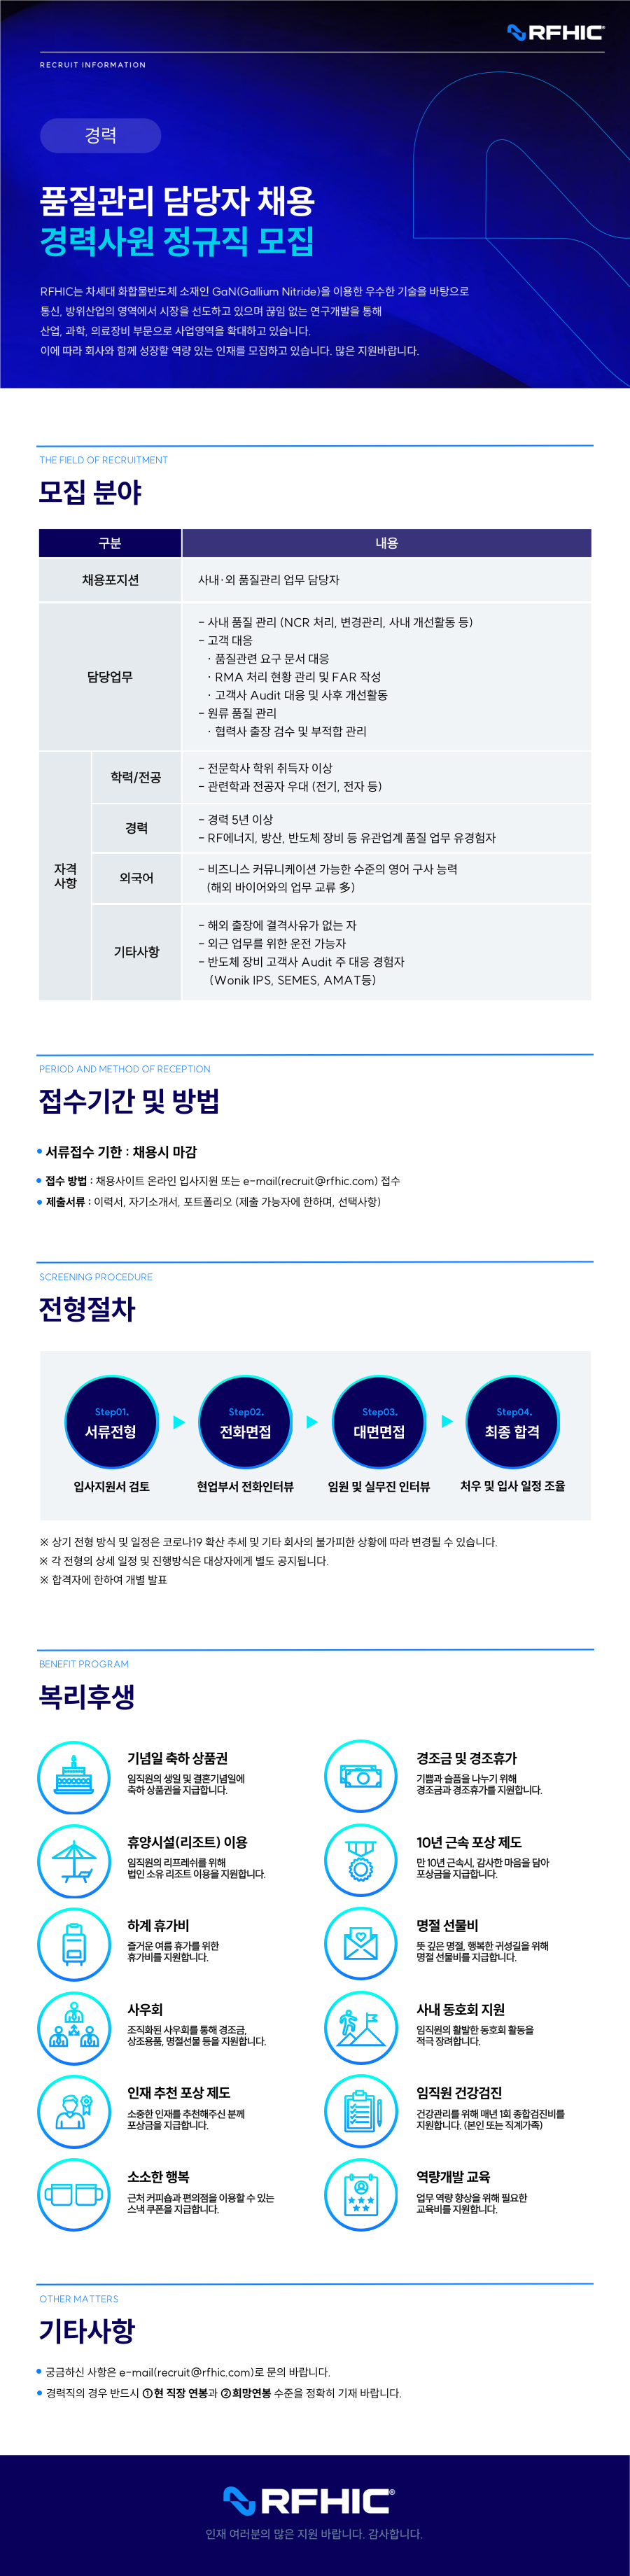 RFHIC®
RECRUIT INFORMATION
경력
품질관리 담당자 채용
경력사원 정규직 모집
RFHIC는 차세대 화합물반도체 소재인 GaN(Gallium Nitride)을 이용한 우수한 기술을 바탕으로
통신, 방위산업의 영역에서 시장을 선도하고 있으며 끊임 없는 연구개발을 통해
산업, 과학, 의료장비 부문으로 사업영역을 확대하고 있습니다.
이에 따라 회사와 함께 성장할 역량 있는 인재를 모집하고 있습니다. 많은 지원바랍니다.
THE FIELD OF RECRUITMENT
모집 분야
구분
내용
채용포지션
사내·외 품질관리 업무 담당자
담당업무
- 사내 품질 관리 (NCR 처리, 변경관리, 사내 개선활동 등)
- 고객 대응
· 품질관련 요구 문서 대응
· RMA 처리 현황 관리 및 FAR 작성
· 고객사 Audit 대응 및 사후 개선활동
- 원류 품질 관리
· 협력사 출장 검수 및 부적합 관리
자격
사항
학력/전공
- 전문학사 학위 취득자 이상
- 관련학과 전공자 우대 (전기, 전자 등)
경력
- 경력 5년 이상
- RF에너지, 방산, 반도체 장비 등 유관업계 품질 업무 유경험자
외국어
- 비즈니스 커뮤니케이션 가능한 수준의 영어 구사 능력
(해외 바이어와의 업무 교류 多)
기타사항
- 해외 출장에 결격사유가 없는 자
- 외근 업무를 위한 운전 가능자
- 반도체 장비 고객사 Audit 주 대응 경험자
(Wonik IPS, SEMES, AMAT등)
PERIOD AND METHOD OF RECEPTION
접수기간 및 방법
• 서류접수 기한 : 채용시 마감
• 접수 방법 : 채용사이트 온라인 입사지원 또는 e-mail(recruit@rfhic.com) 접수
• 제출서류 : 이력서, 자기소개서, 포트폴리오 (제출 가능자에 한하며, 선택사항)
SCREENING PROCEDURE
전형절차
Step01.
서류전형
입사지원서 검토
Step02.
전화면접
현업부서 전화인터뷰
Step03.
대면면접
임원 및 실무진 인터뷰
Step04.
최종 합격
처우 및 입사 일정 조율
※ 상기 전형 방식 및 일정은 코로나19 확산 추세 및 기타 회사의 불가피한 상황에 따라 변경될 수 있습니다.
※ 각 전형의 상세 일정 및 진행방식은 대상자에게 별도 공지됩니다.
※ 합격자에 한하여 개별 발표
BENEFIT PROGRAM
복리후생
기념일 축하 상품권
임직원의 생일 및 결혼기념일에
축하 상품권을 지급합니다.
경조금 및 경조휴가
기쁨과 슬픔을 나누기 위해
경조금과 경조휴가를 지원합니다.
휴양시설(리조트) 이용
임직원의 리프레쉬를 위해
법인 소유 리조트 이용을 지원합니다.
10년 근속 포상 제도
만 10년 근속시, 감사한 마음을 담아
포상금을 지급합니다.
하계 휴가비
즐거운 여름 휴가를 위한
휴가비를 지원합니다.
명절 선물비
뜻 깊은 명절, 행복한 귀성길을 위해
명절 선물비를 지급합니다.
사우회
조직화된 사우회를 통해 경조금,
상조용품, 명절선물 등을 지원합니다.
사내 동호회 지원
임직원의 활발한 동호회 활동을
적극 장려합니다.
인재 추천 포상 제도
소중한 인재를 추천해주신 분께
포상금을 지급합니다.
임직원 건강검진
건강관리를 위해 매년 1회 종합검진비를
지원합니다. (본인 또는 직계가족)
소소한 행복
근처 커피숍과 편의점을 이용할 수 있는
스낵 쿠폰을 지급합니다.
역량개발 교육
업무 역량 향상을 위해 필요한
교육비를 지원합니다.
OTHER MATTERS
기타사항
• 궁금하신 사항은 e-mail(recruit@rfhic.com)로 문의 바랍니다.
• 경력직의 경우 반드시 ①현 직장 연봉과 ②희망연봉 수준을 정확히 기재 바랍니다.
RFHIC®
인재 여러분의 많은 지원 바랍니다. 감사합니다.